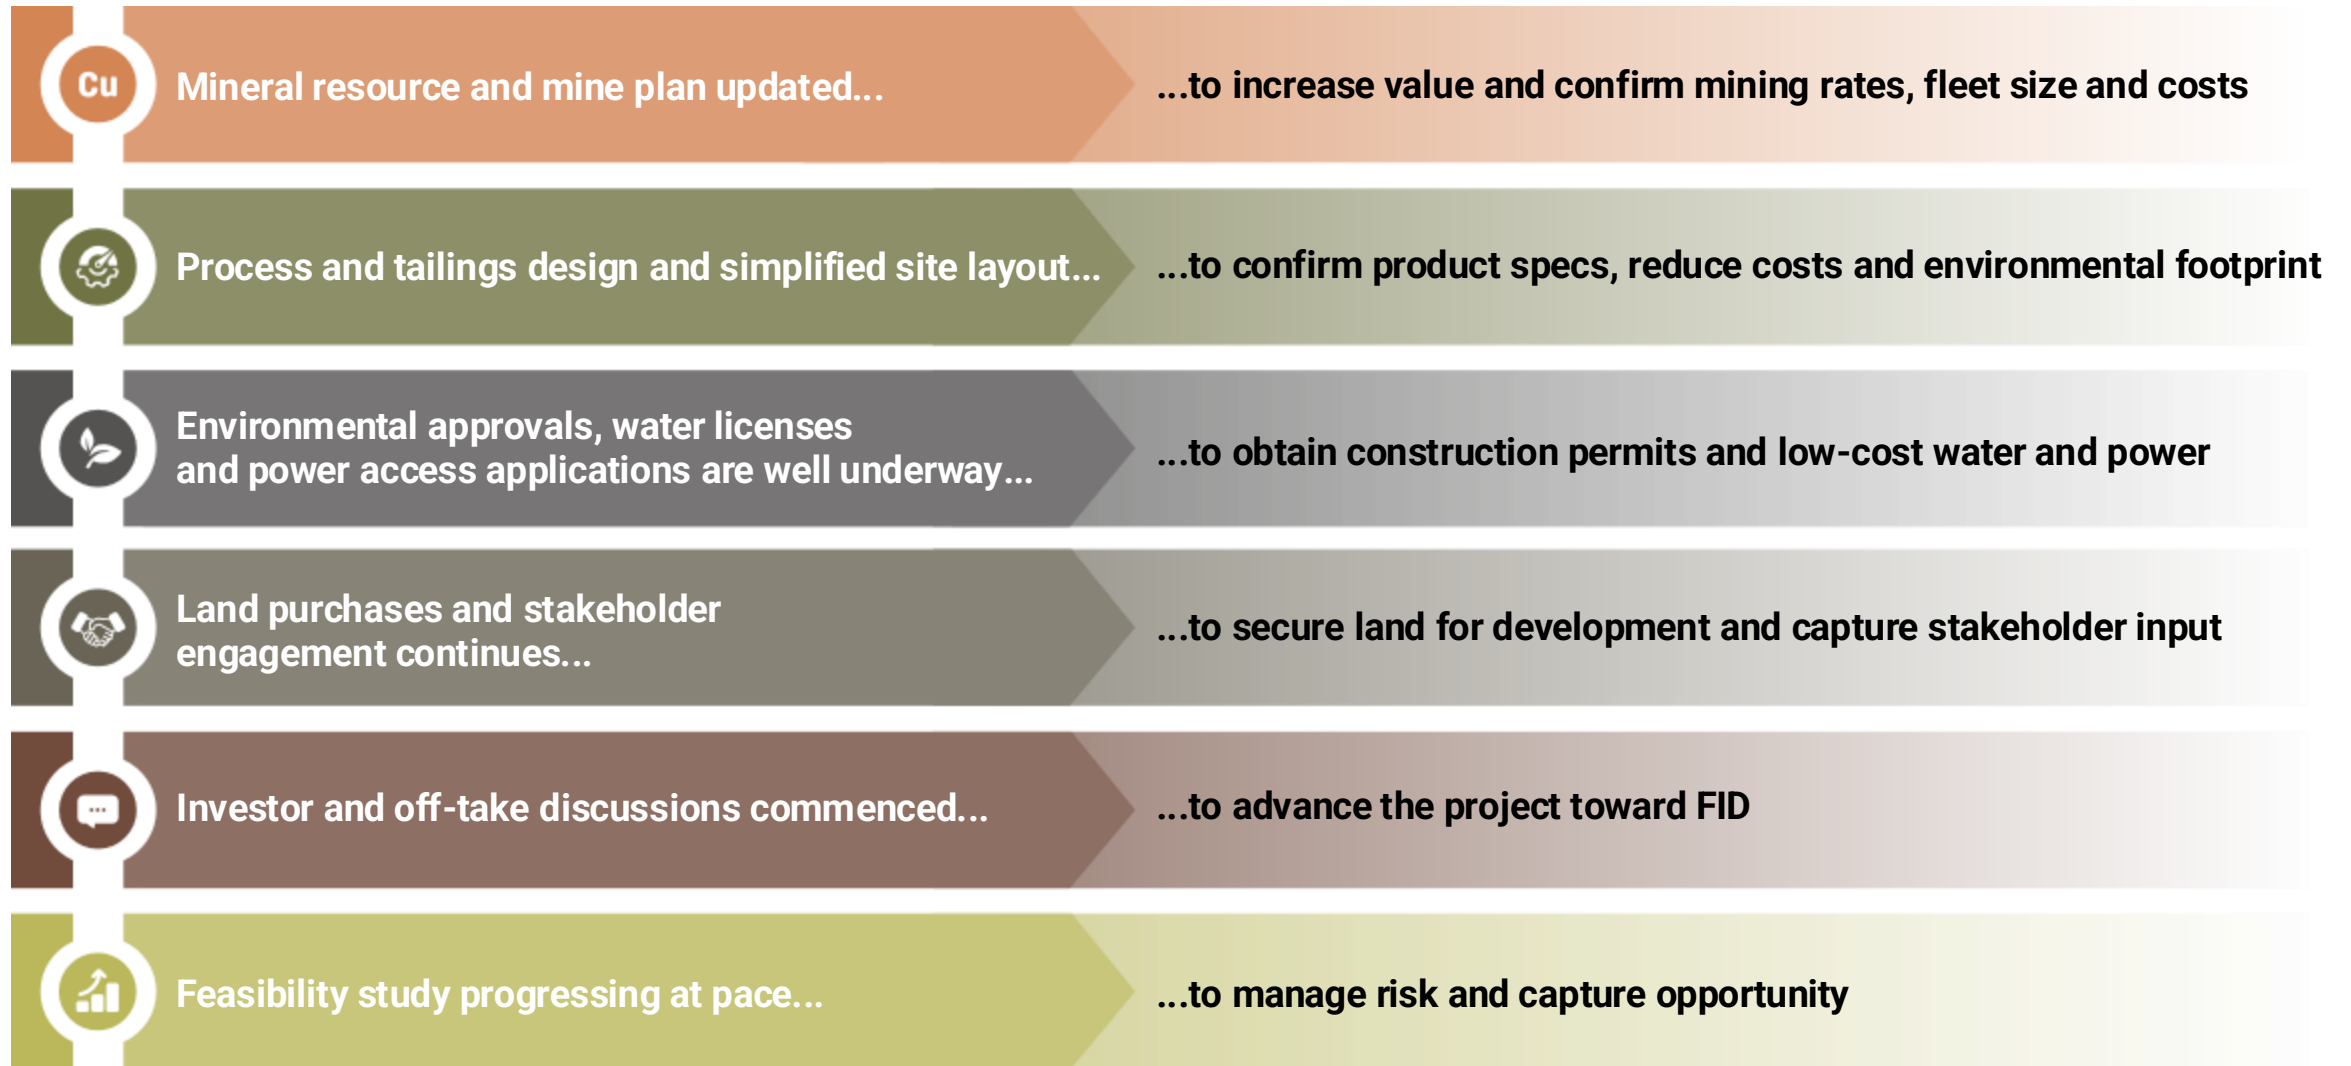 Cu
Mineral resource and mine plan updated...
...to increase value and confirm mining rates, fleet size and costs
Process and tailings design and simplified site layout...
...to confirm product specs, reduce costs and environmental footprint
Environmental approvals, water licenses
and power access applications are well underway...
...to obtain construction permits and low-cost water and power
Land purchases and stakeholder
engagement continues...
...to secure land for development and capture stakeholder input
Investor and off-take discussions commenced...
...to advance the project toward FID
Feasibility study progressing at pace...
...to manage risk and capture opportunity